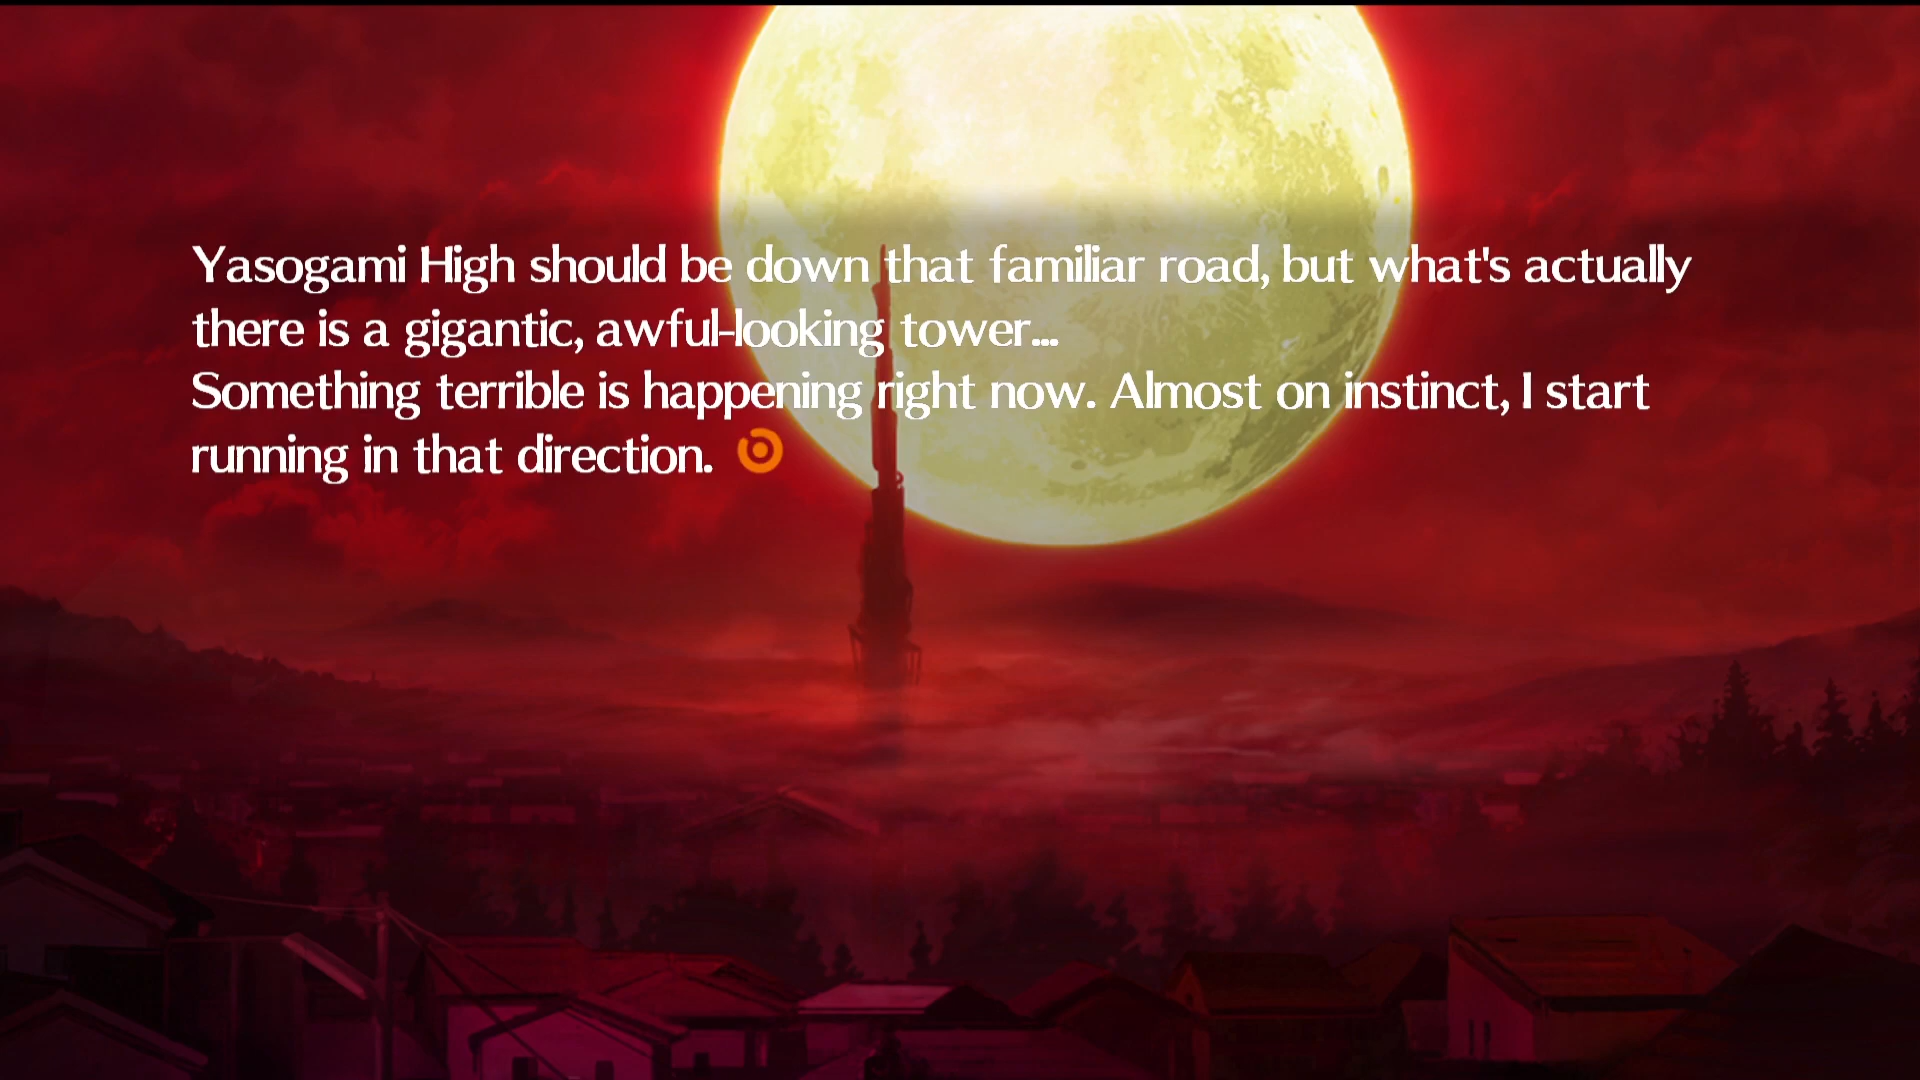 Yasogami High should be down that familiar road, but what's actually
there is a gigantic, awful-looking tower...
Something terrible is happening right now. Almost on instinct, I start
running in that direction.